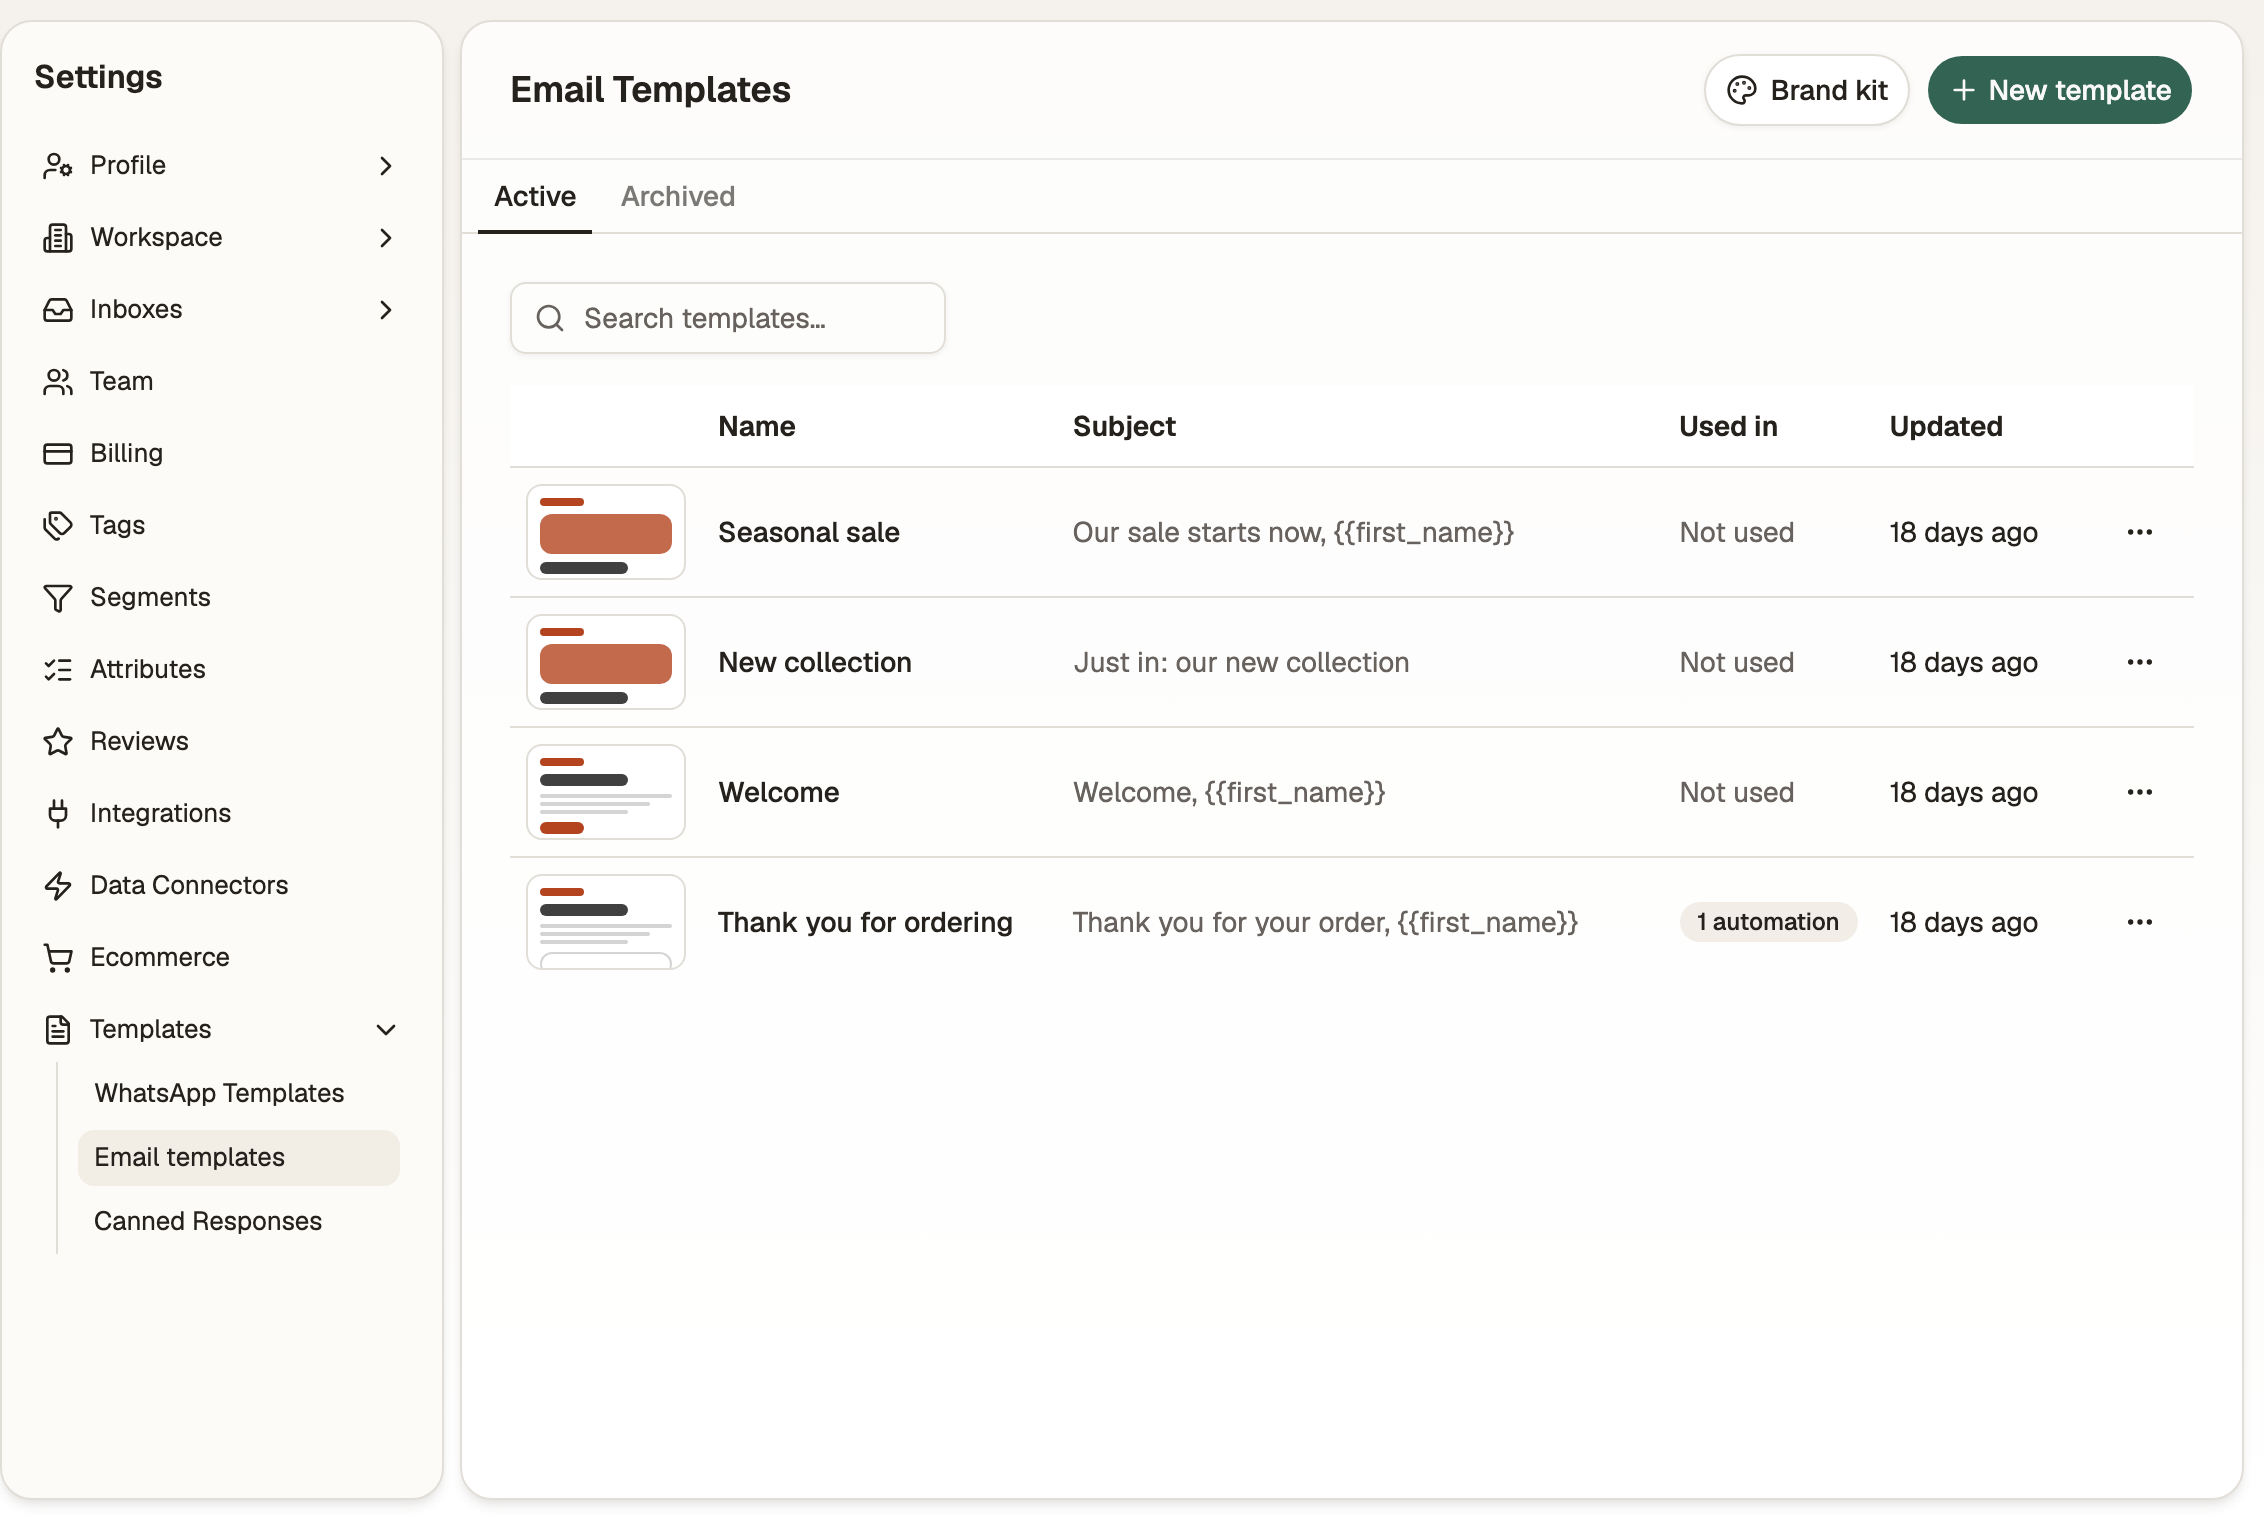 Settings
Profile
Workspace
Inboxes
Team
Billing
Tags
Segments
Attributes
Reviews
Integrations
Data Connectors
Ecommerce
Templates
WhatsApp Templates
Email templates
Canned Responses
Email Templates
Brand kit
New template
Active Archived
Search templates...
Name Subject Used in Updated
Seasonal sale Our sale starts now, {{first_name}} Not used 18 days ago
New collection Just in: our new collection Not used 18 days ago
Welcome Welcome, {{first_name}} Not used 18 days ago
Thank you for ordering Thank you for your order, {{first_name}} 1 automation 18 days ago